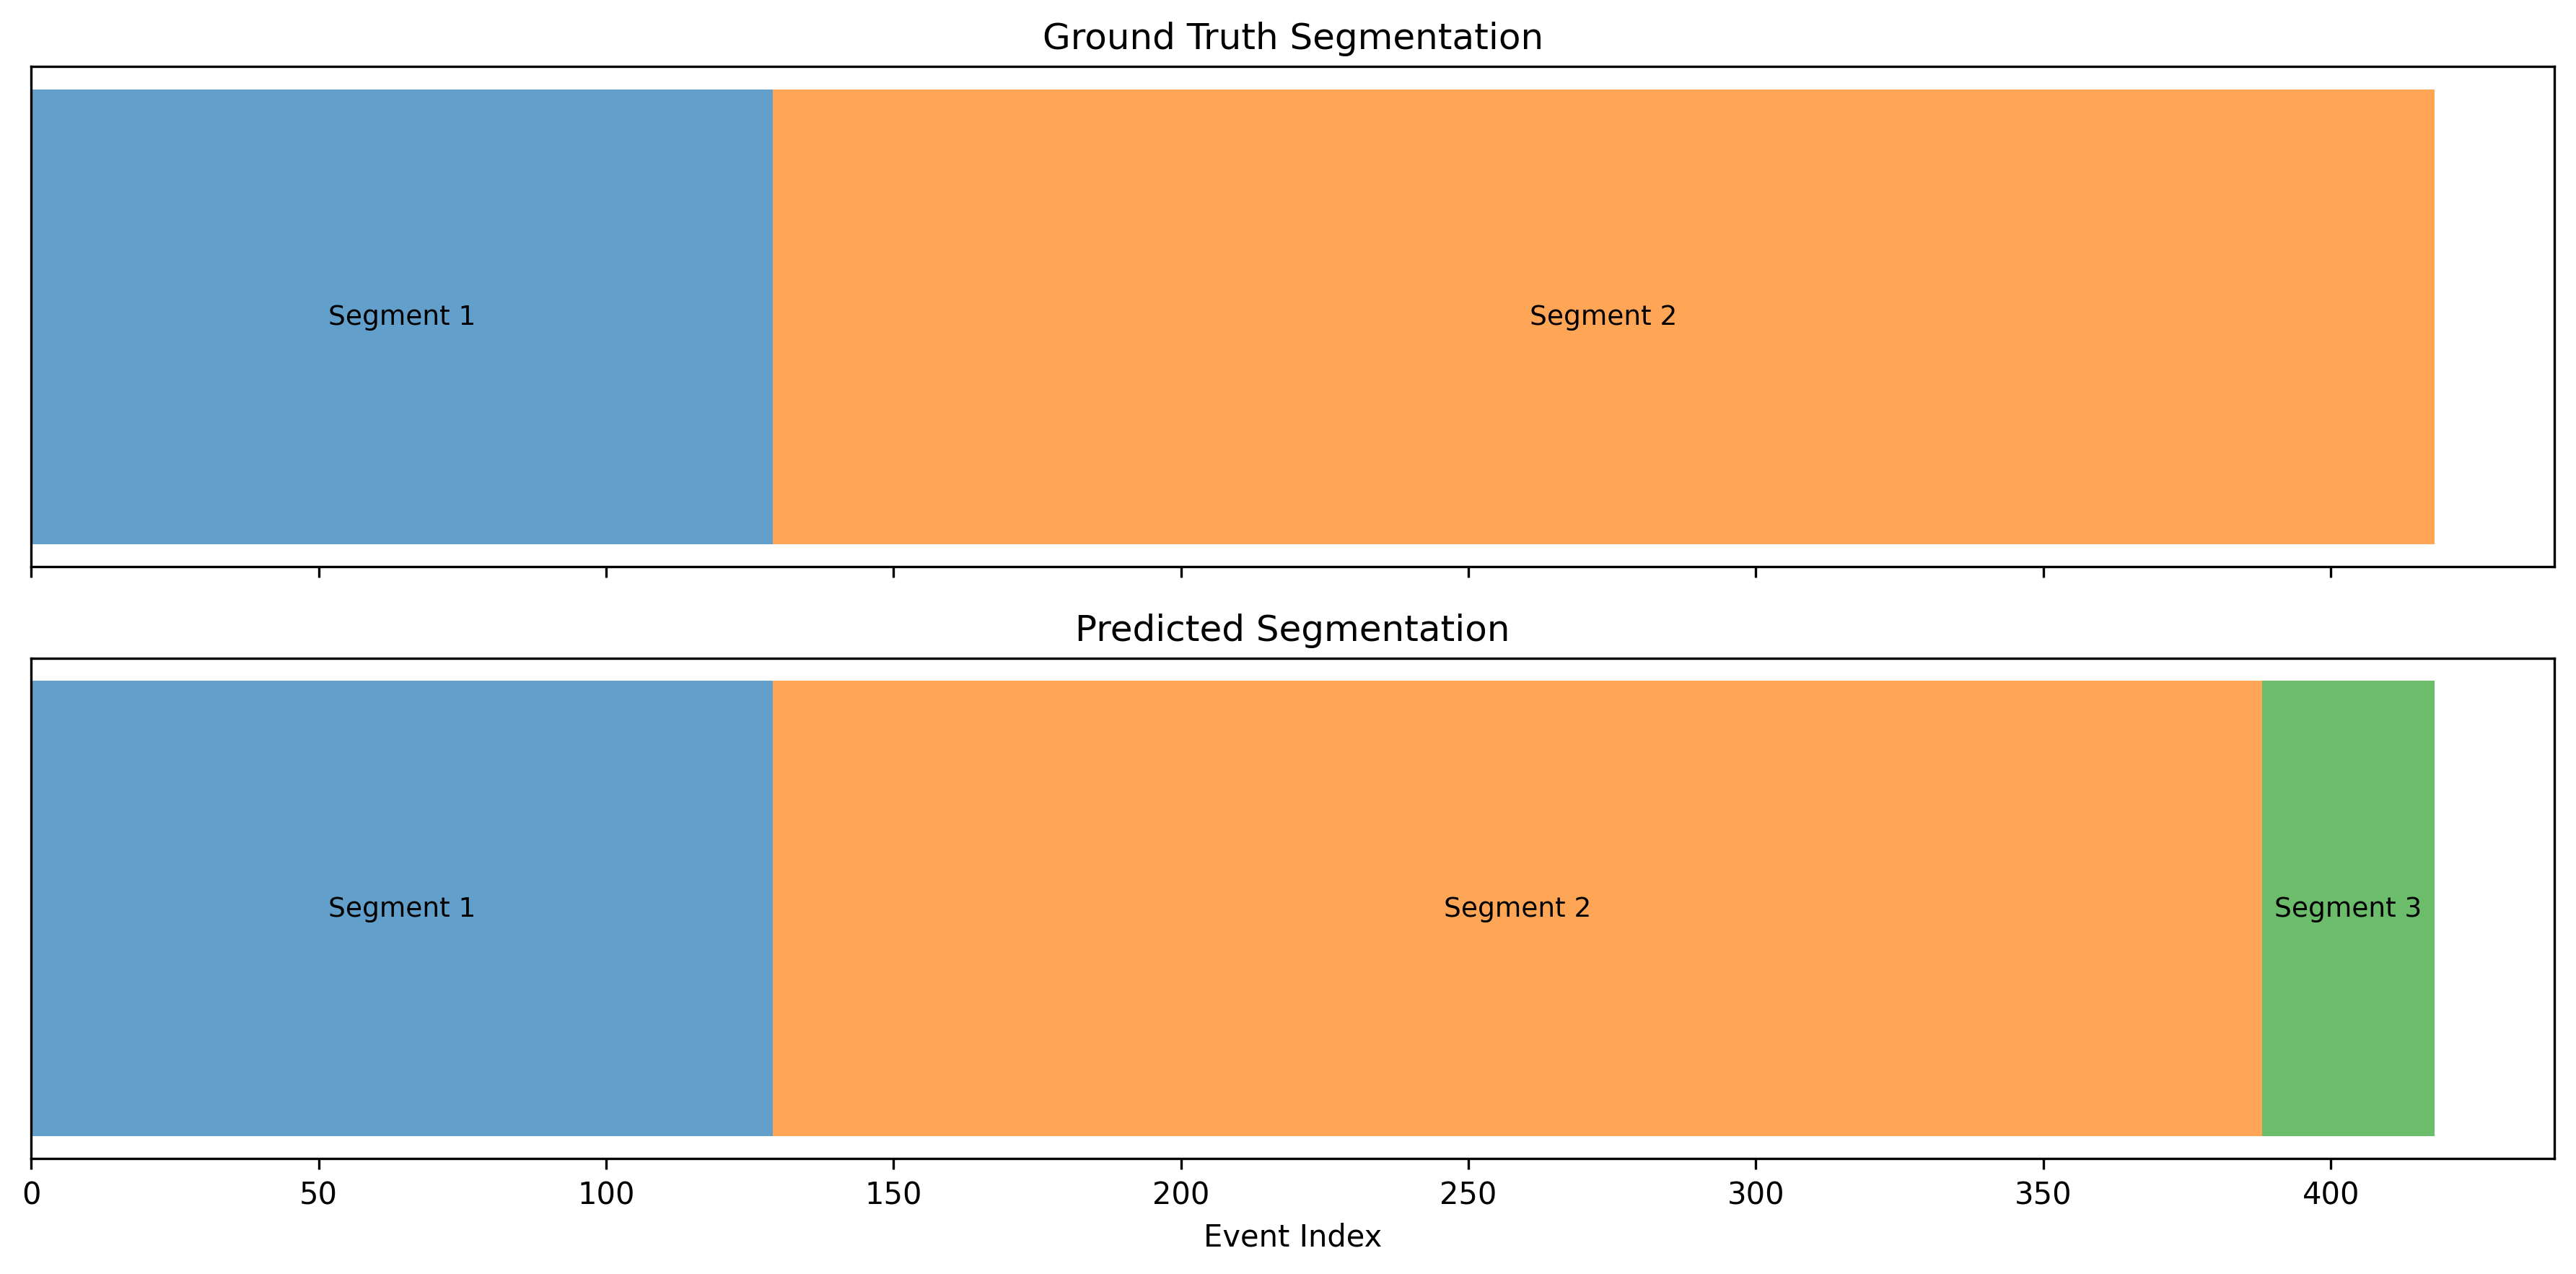 Ground Truth Segmentation
Segment 1 Segment 2
Predicted Segmentation
Segment 1 Segment 2 Segment 3
0 50 100 150 200 250 300 350 400
Event Index